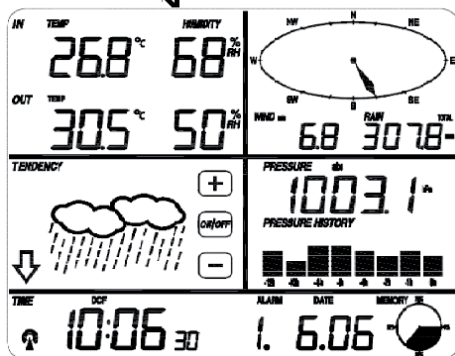 IN TEMP HUMIDITY
26.8 °C 68 % RH
OUT TEMP
30.5 °C 50 % RH
N
NW NE
W E
SW SE
S
WIND RAIN TOTAL
6.8 307.8
TENDENCY
+
ON/OFF
−
PRESSURE abs
1003.1
PRESSURE HISTORY
TIME DCF ALARM DATE MEMORY
10:06 30 1. 6.06